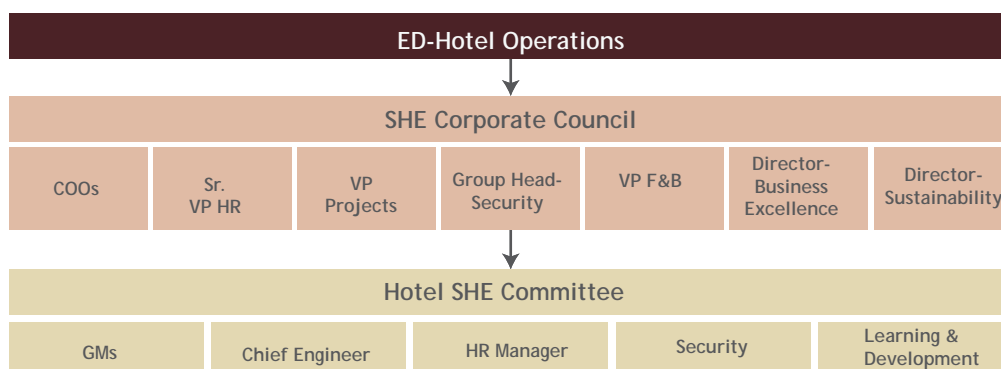 ED-Hotel Operations
SHE Corporate Council
COOs
Sr.
VP HR
VP
Projects
Group Head-
Security
VP F&B
Director-
Business
Excellence
Director-
Sustainability
Hotel SHE Committee
GMs
Chief Engineer
HR Manager
Security
Learning &
Development